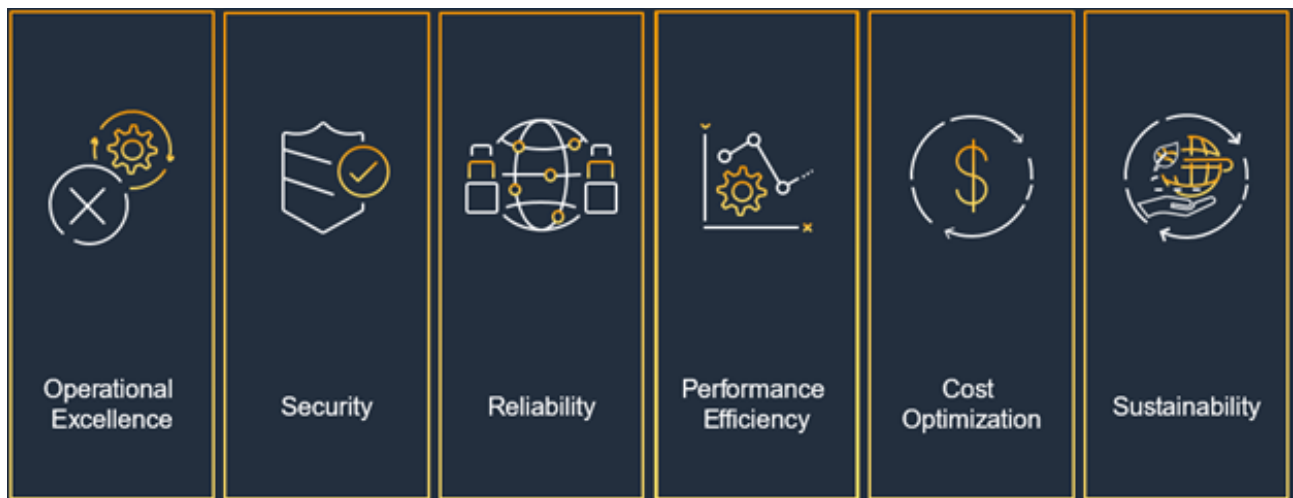 Operational
Excellence
Security
Reliability
Performance
Efficiency
Cost
Optimization
Sustainability